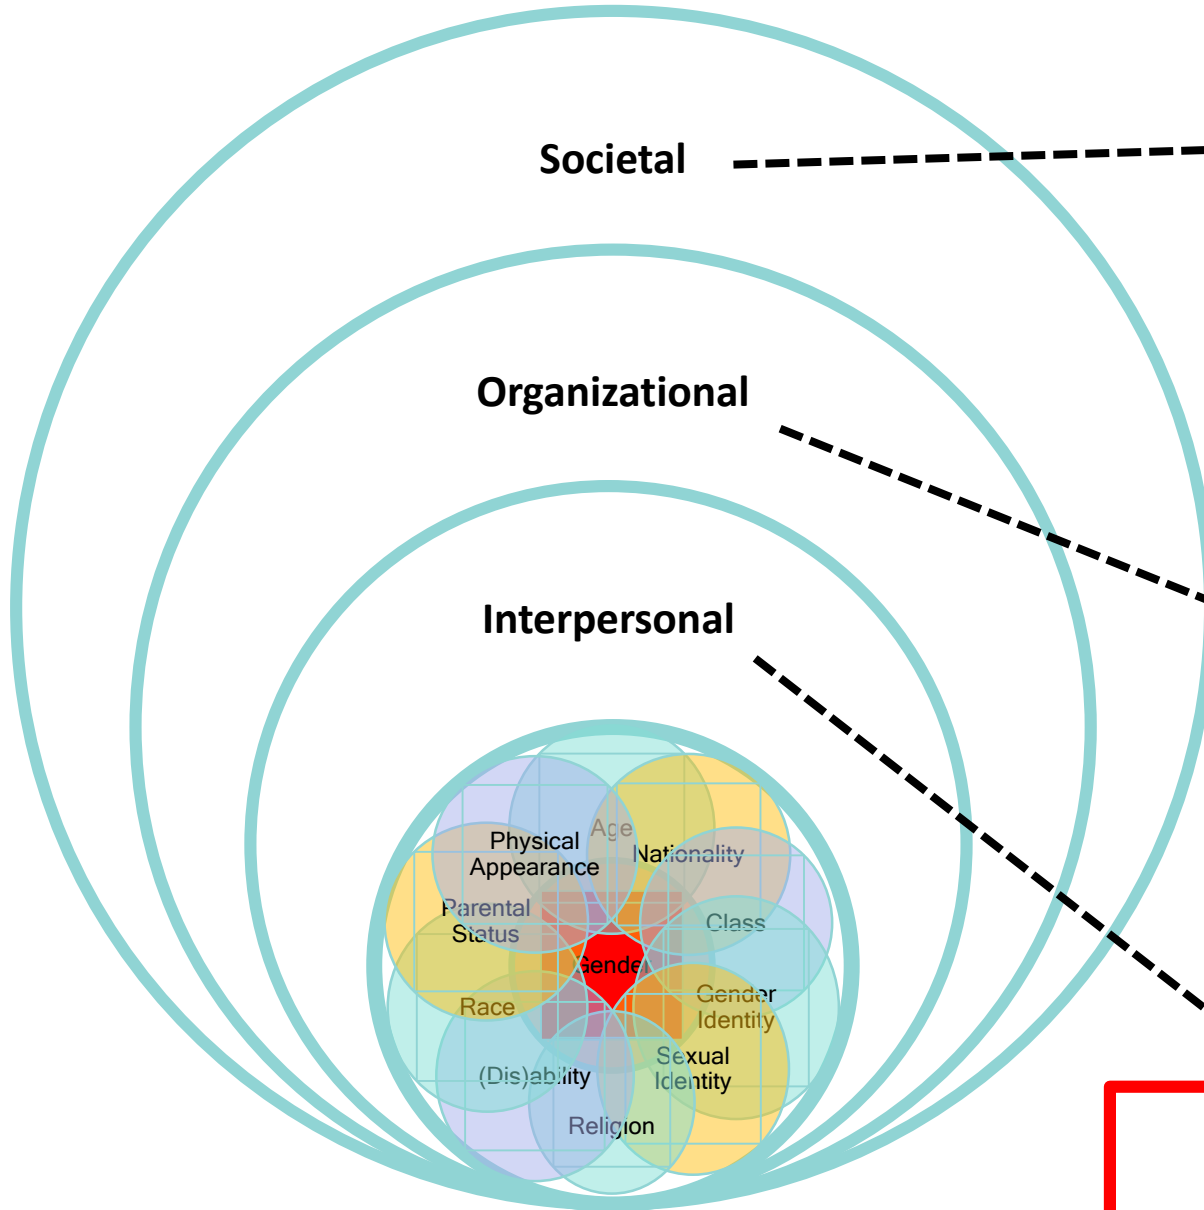 Societal
Organizational
Interpersonal
Age
Physical
Appearance
Nationality
Parental
Status
Class
Gender
Race
Gender
Identity
(Dis)ability
Sexual
Identity
Religion